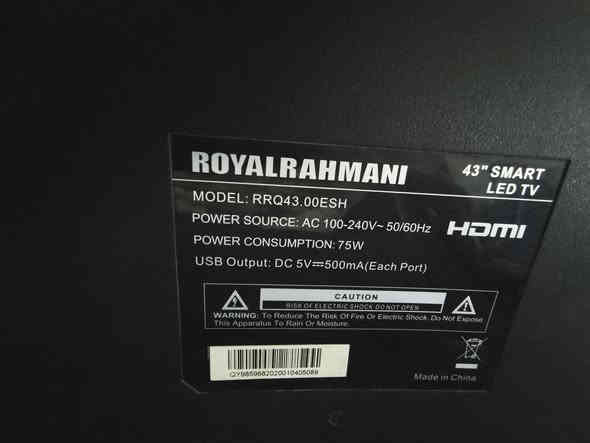 ROYALRAHMANI
43" SMART
LED TV
MODEL: RRQ43.00ESH
POWER SOURCE: AC 100-240V~ 50/60Hz
HDMI
POWER CONSUMPTION: 75W
USB Output: DC 5V⎓500mA(Each Port)
CAUTION
RISK OF ELECTRIC SHOCK DO NOT OPEN
WARNING: To Reduce The Risk Of Fire Or Electric Shock. Do Not Expose
This Apparatus To Rain Or Moisture.
QY9859682020010405089
Made in China